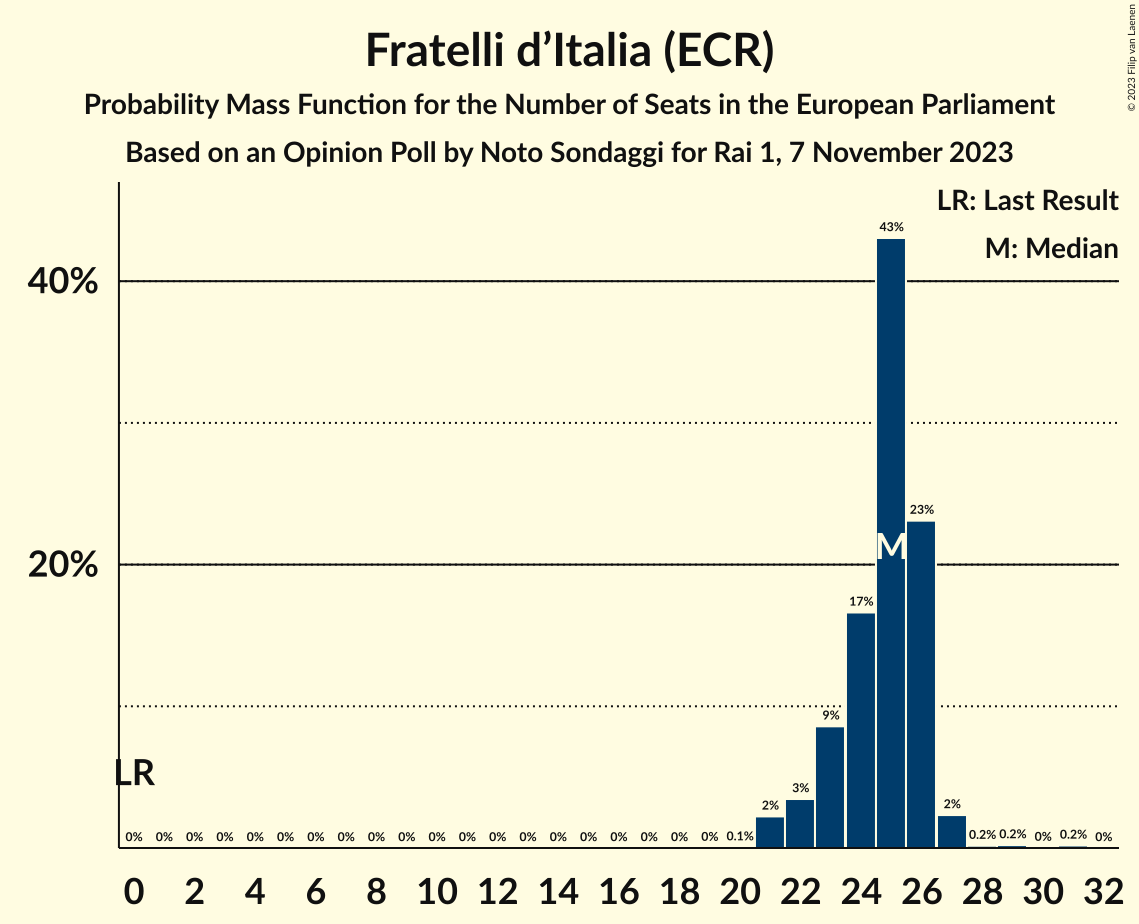 Fratelli d’Italia (ECR)
Probability Mass Function for the Number of Seats in the European Parliament
Based on an Opinion Poll by Noto Sondaggi for Rai 1, 7 November 2023
© 2023 Filip van Laenen
LR: Last Result
M: Median
43%
40%
M
23%
20%
17%
9%
LR
3%
2%
2%
0% 0% 0% 0% 0% 0% 0% 0% 0% 0% 0% 0% 0% 0% 0% 0% 0% 0% 0% 0% 0.1% 0.2% 0.2% 0% 0.2% 0%
0 2 4 6 8 10 12 14 16 18 20 22 24 26 28 30 32